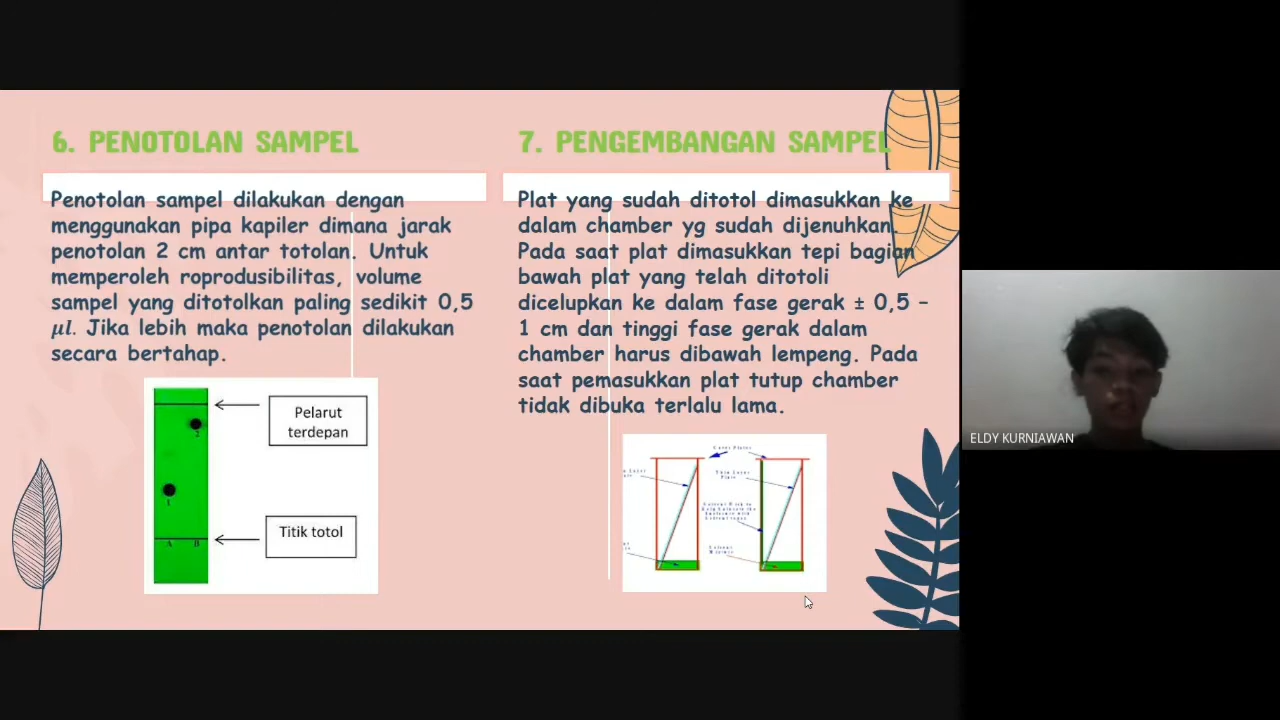 6. PENOTOLAN SAMPEL
Penotolan sampel dilakukan dengan
menggunakan pipa kapiler dimana jarak
penotolan 2 cm antar totolan. Untuk
memperoleh roprodusibilitas, volume
sampel yang ditotolkan paling sedikit 0,5
µl. Jika lebih maka penotolan dilakukan
secara bertahap.
Pelarut
terdepan
2
1
Titik totol
A B
7. PENGEMBANGAN SAMPEL
Plat yang sudah ditotol dimasukkan ke
dalam chamber yg sudah dijenuhkan.
Pada saat plat dimasukkan tepi bagian
bawah plat yang telah ditotoli
dicelupkan ke dalam fase gerak ± 0,5 –
1 cm dan tinggi fase gerak dalam
chamber harus dibawah lempeng. Pada
saat pemasukkan plat tutup chamber
tidak dibuka terlalu lama.
ELDY KURNIAWAN